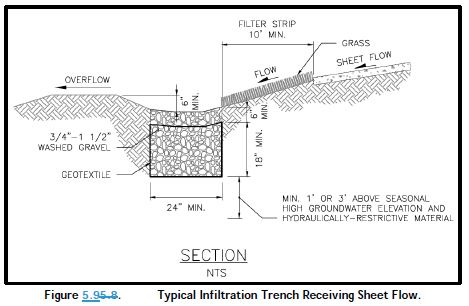 FILTER STRIP
10' MIN.
GRASS
SHEET FLOW
FLOW
OVERFLOW
6" MIN.
6" MIN.
3/4"-1 1/2"
WASHED GRAVEL
18" MIN.
GEOTEXTILE
24" MIN.
MIN. 1' OR 3' ABOVE SEASONAL
HIGH GROUNDWATER ELEVATION AND
HYDRAULICALLY-RESTRICTIVE MATERIAL
SECTION
NTS
Figure 5.95.8. Typical Infiltration Trench Receiving Sheet Flow.